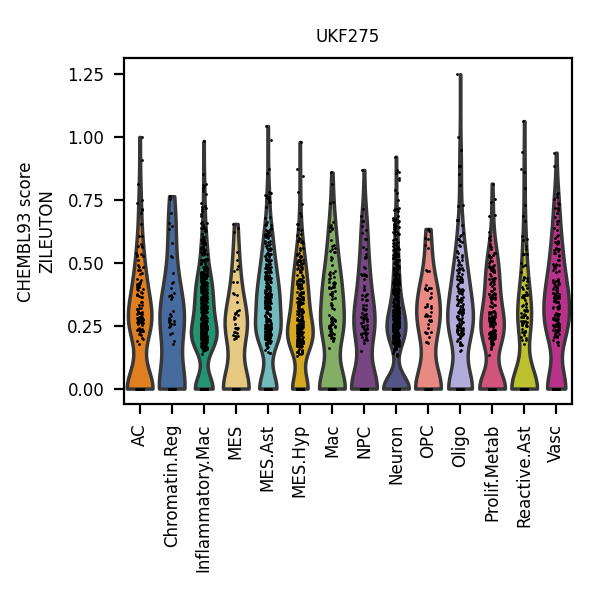 UKF275
CHEMBL93 score
ZILEUTON
1.25
1.00
0.75
0.50
0.25
0.00
AC
Chromatin.Reg
Inflammatory.Mac
MES
MES.Ast
MES.Hyp
Mac
NPC
Neuron
OPC
Oligo
Prolif.Metab
Reactive.Ast
Vasc